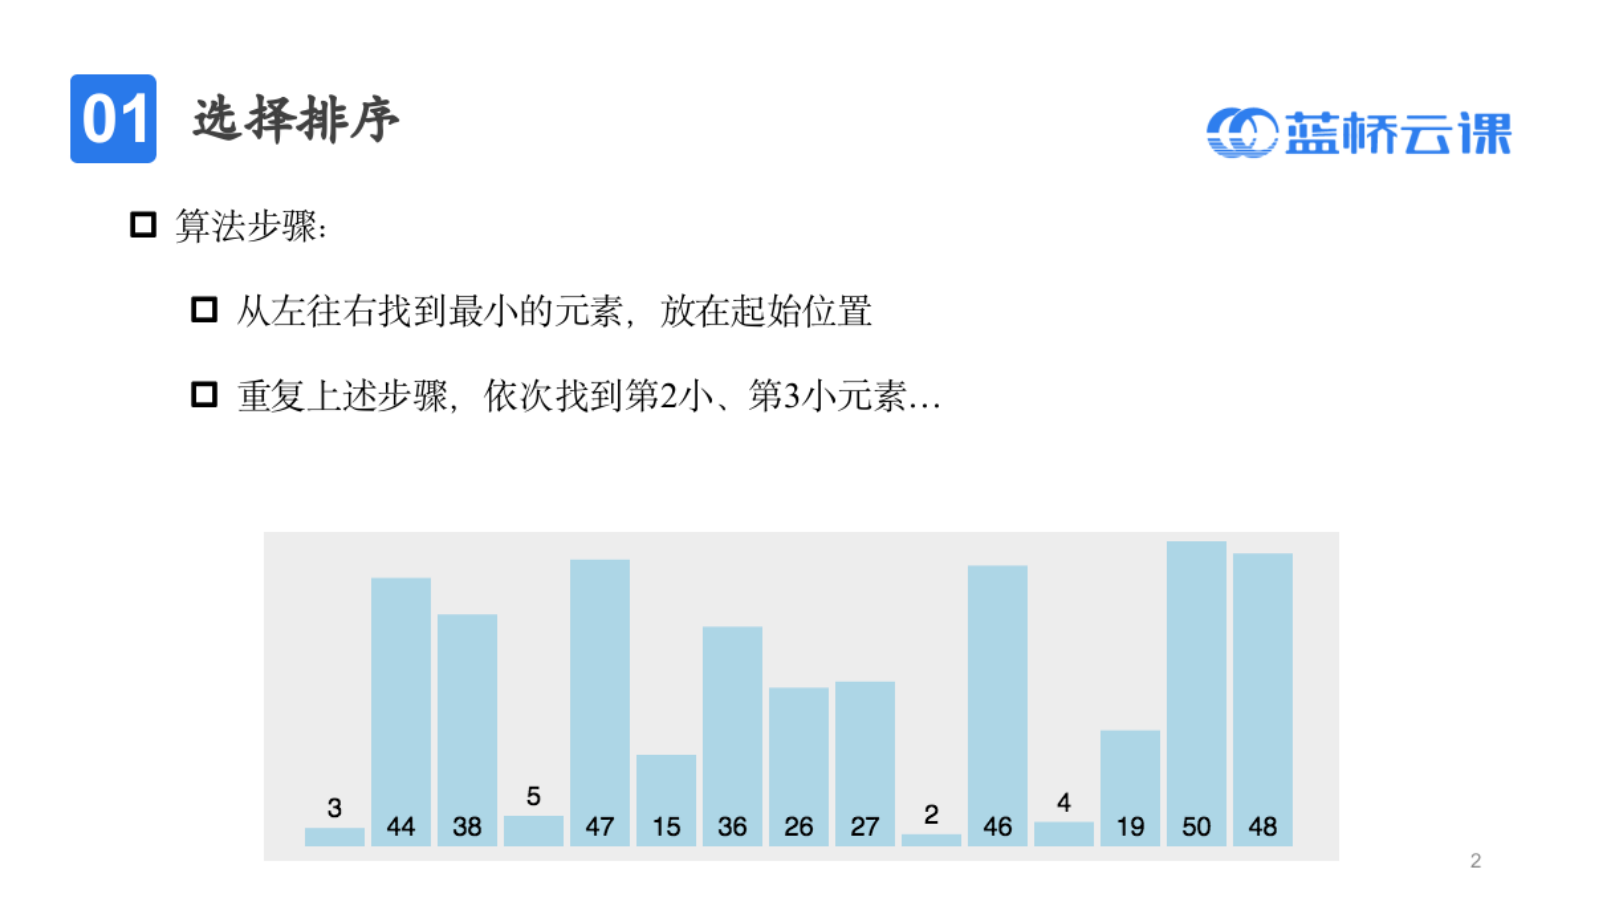 01 选择排序
蓝桥云课
算法步骤:
从左往右找到最小的元素，放在起始位置
重复上述步骤，依次找到第2小、第3小元素…
3 44 38 5 47 15 36 26 27 2 46 4 19 50 48
2